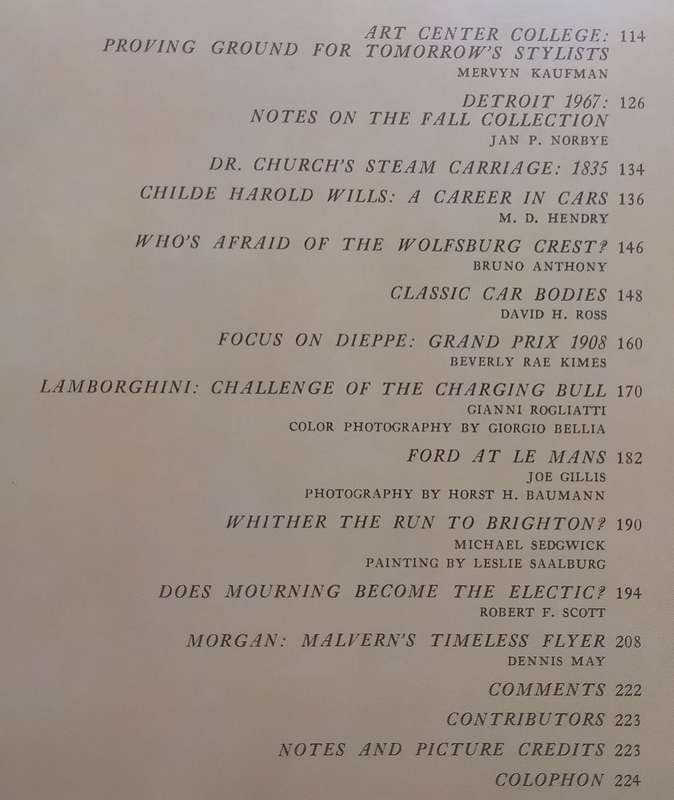 ART CENTER COLLEGE: 114
PROVING GROUND FOR TOMORROW'S STYLISTS
MERVYN KAUFMAN
DETROIT 1967: 126
NOTES ON THE FALL COLLECTION
JAN P. NORBYE
DR. CHURCH'S STEAM CARRIAGE: 1835 134
CHILDE HAROLD WILLS: A CAREER IN CARS 136
M. D. HENDRY
WHO'S AFRAID OF THE WOLFSBURG CREST? 146
BRUNO ANTHONY
CLASSIC CAR BODIES 148
DAVID H. ROSS
FOCUS ON DIEPPE: GRAND PRIX 1908 160
BEVERLY RAE KIMES
LAMBORGHINI: CHALLENGE OF THE CHARGING BULL 170
GIANNI ROGLIATTI
COLOR PHOTOGRAPHY BY GIORGIO BELLIA
FORD AT LE MANS 182
JOE GILLIS
PHOTOGRAPHY BY HORST H. BAUMANN
WHITHER THE RUN TO BRIGHTON? 190
MICHAEL SEDGWICK
PAINTING BY LESLIE SAALBURG
DOES MOURNING BECOME THE ELECTIC? 194
ROBERT F. SCOTT
MORGAN: MALVERN'S TIMELESS FLYER 208
DENNIS MAY
COMMENTS 222
CONTRIBUTORS 223
NOTES AND PICTURE CREDITS 223
COLOPHON 224